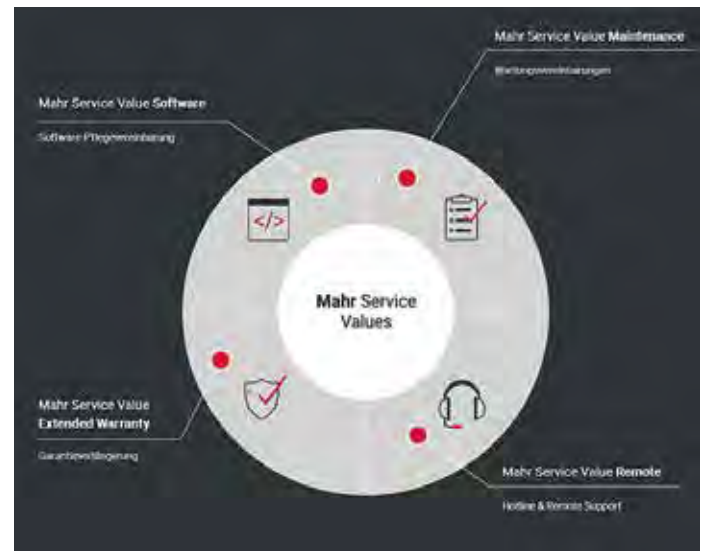 Mahr Service Value Maintenance
Wartungsvereinbarungen
Mahr Service Value Software
Software-Pflegevereinbarung
</>
Mahr Service
Values
Mahr Service Value
Extended Warranty
Garantieverlängerung
Mahr Service Value Remote
Hotline & Remote Support